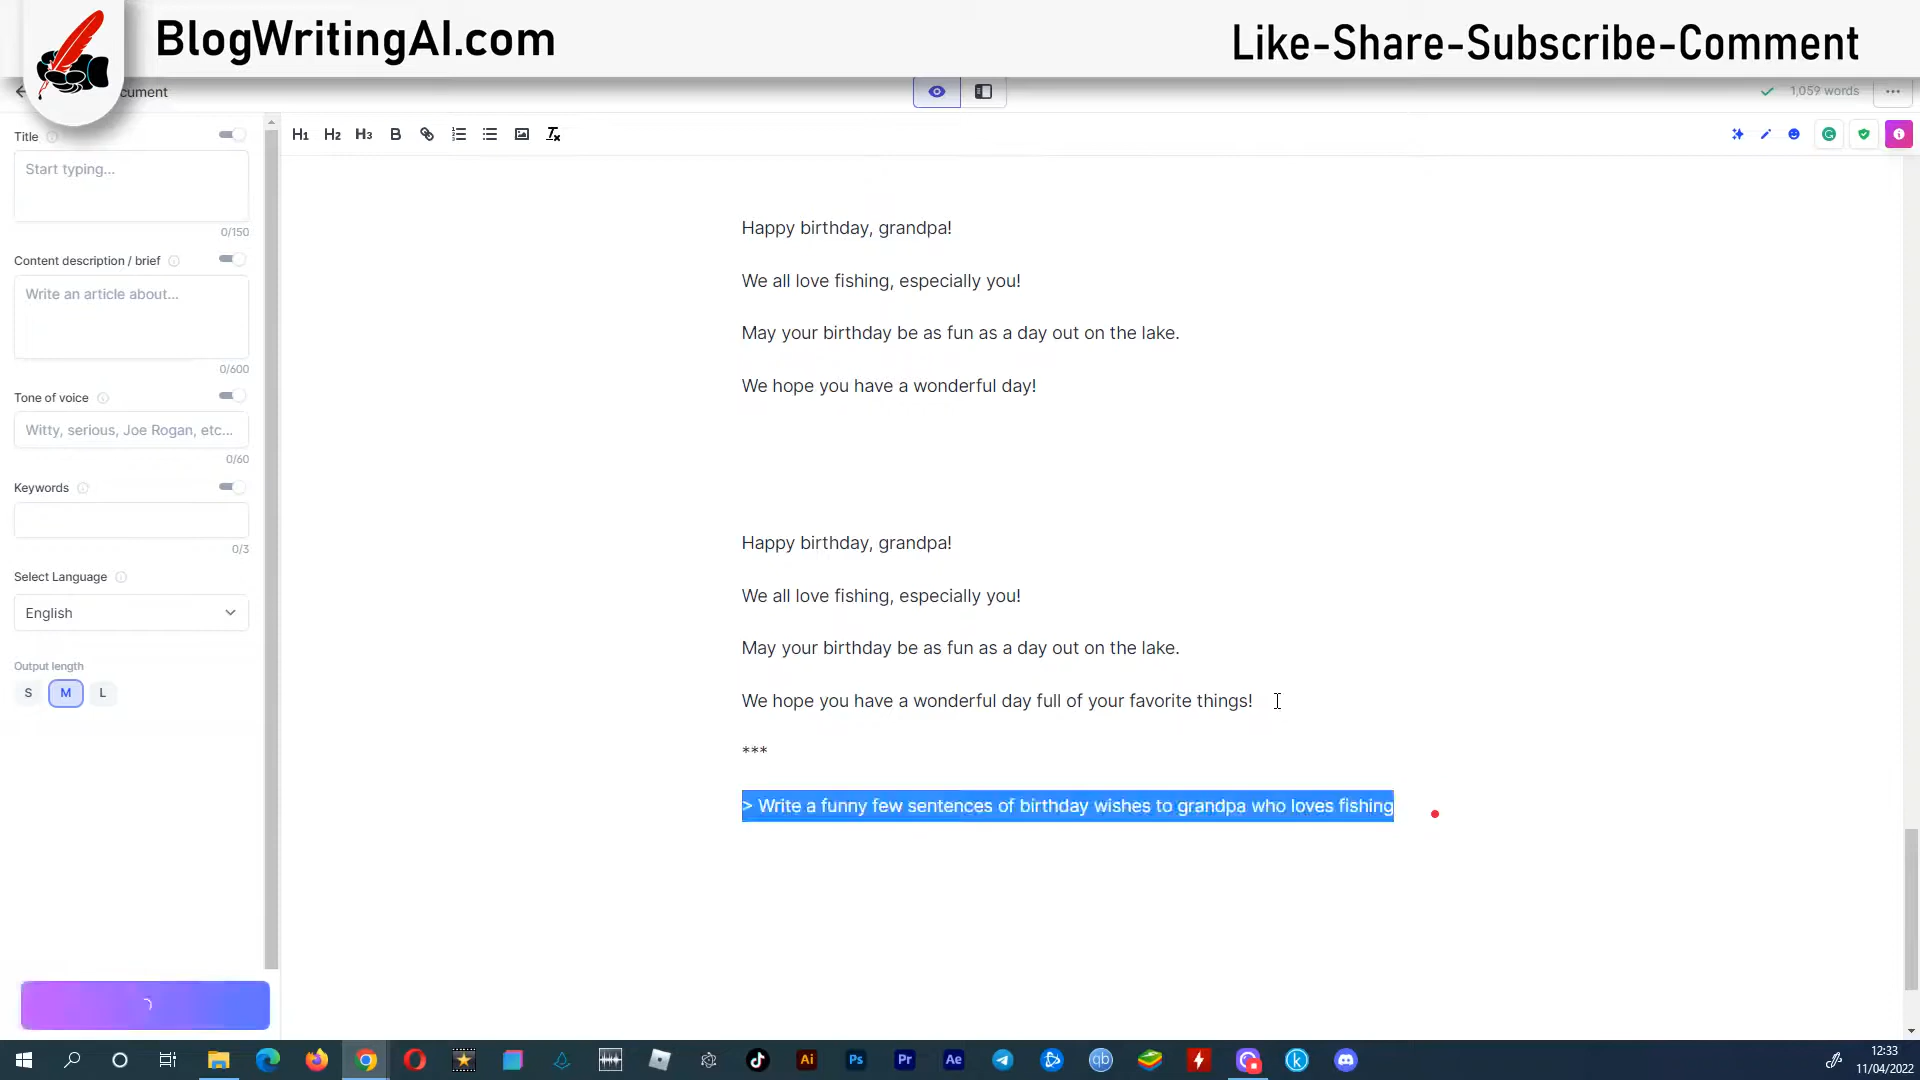 BlogWritingAI.com
Like-Share-Subscribe-Comment
cument
1,059 words
Title
Start typing...
0/150
Content description / brief
Write an article about...
0/600
Tone of voice
Witty, serious, Joe Rogan, etc...
0/60
Keywords
0/3
Select Language
English
Output length
S M L
H1 H2 H3 B
Happy birthday, grandpa!
We all love fishing, especially you!
May your birthday be as fun as a day out on the lake.
We hope you have a wonderful day!
Happy birthday, grandpa!
We all love fishing, especially you!
May your birthday be as fun as a day out on the lake.
We hope you have a wonderful day full of your favorite things!
***
> Write a funny few sentences of birthday wishes to grandpa who loves fishing
Ai Ps Pr Ae qb k
12:33
11/04/2022